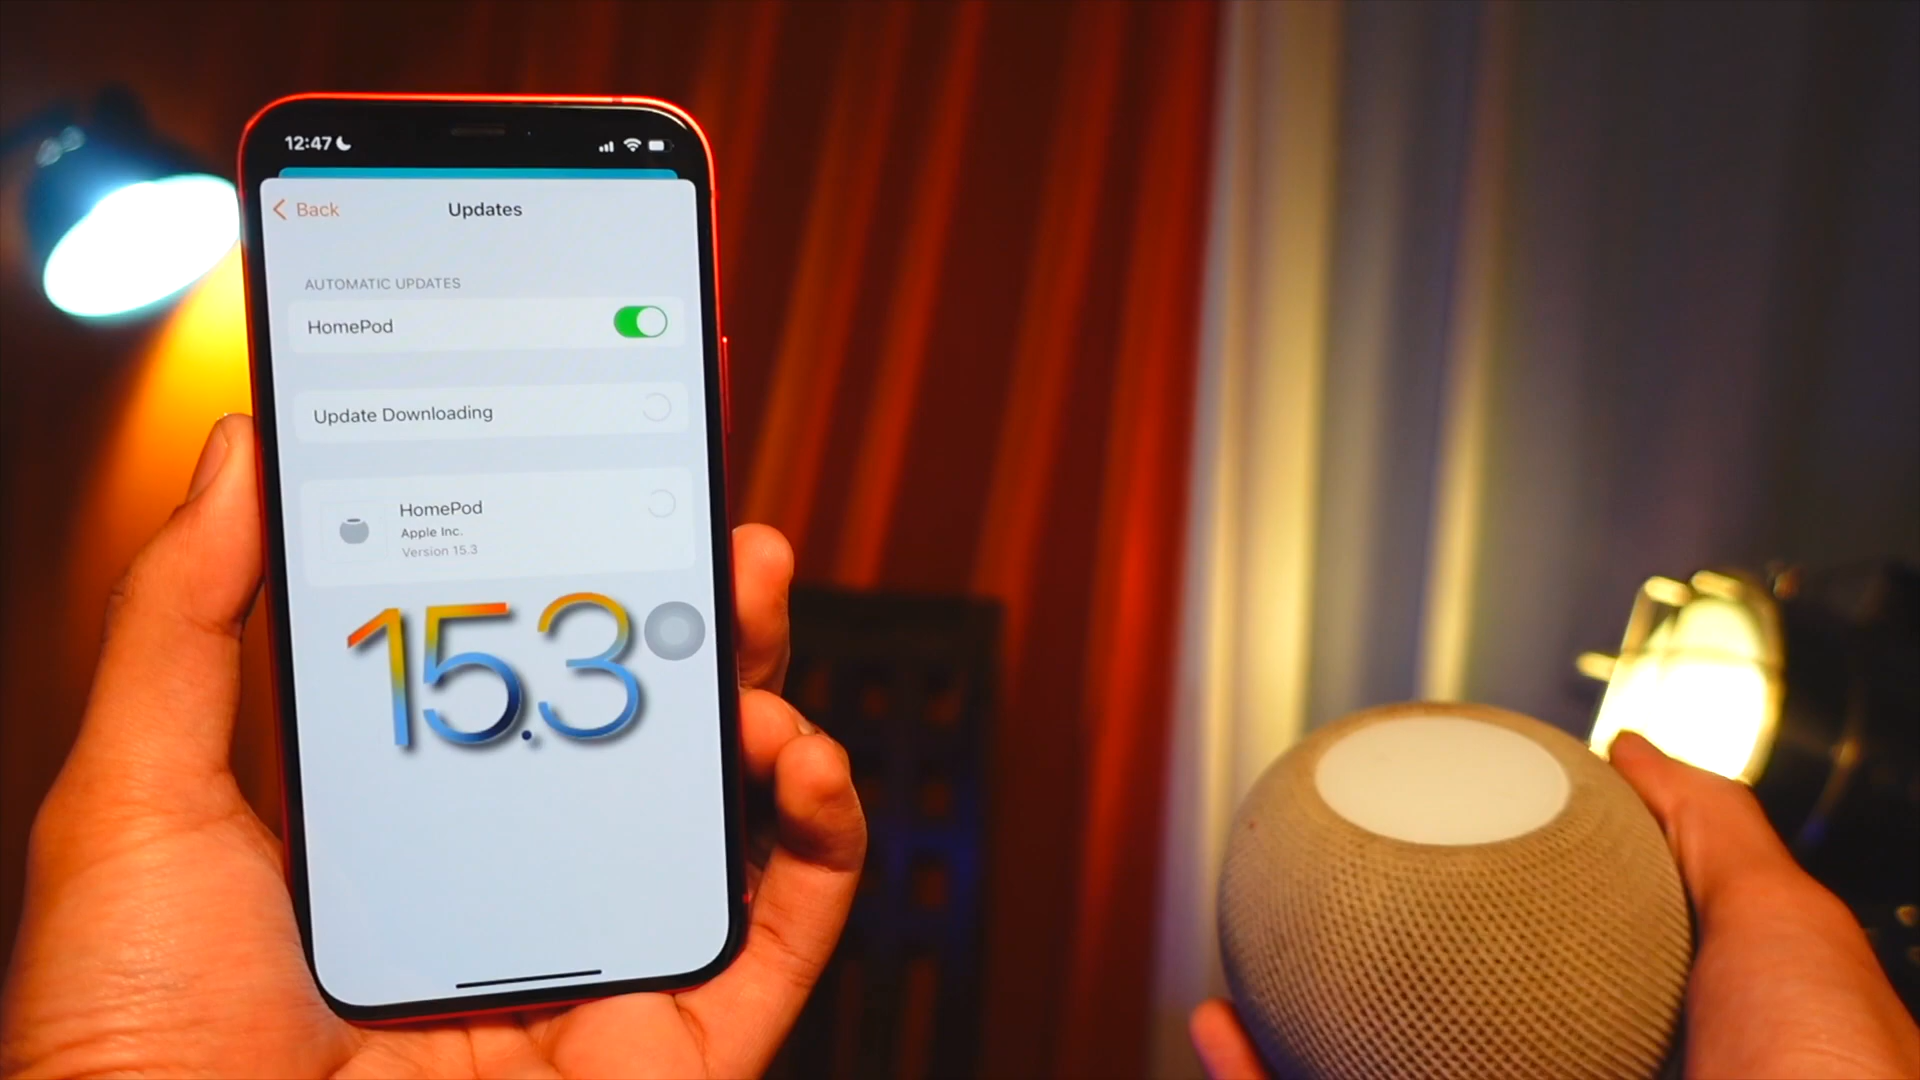 12:47
Back
Updates
AUTOMATIC UPDATES
HomePod
Update Downloading
HomePod
Apple Inc.
Version 15.3
15.3